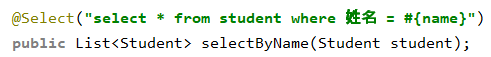 @Select("select * from student where 姓名 = #{name}")
public List<Student> selectByName(Student student);